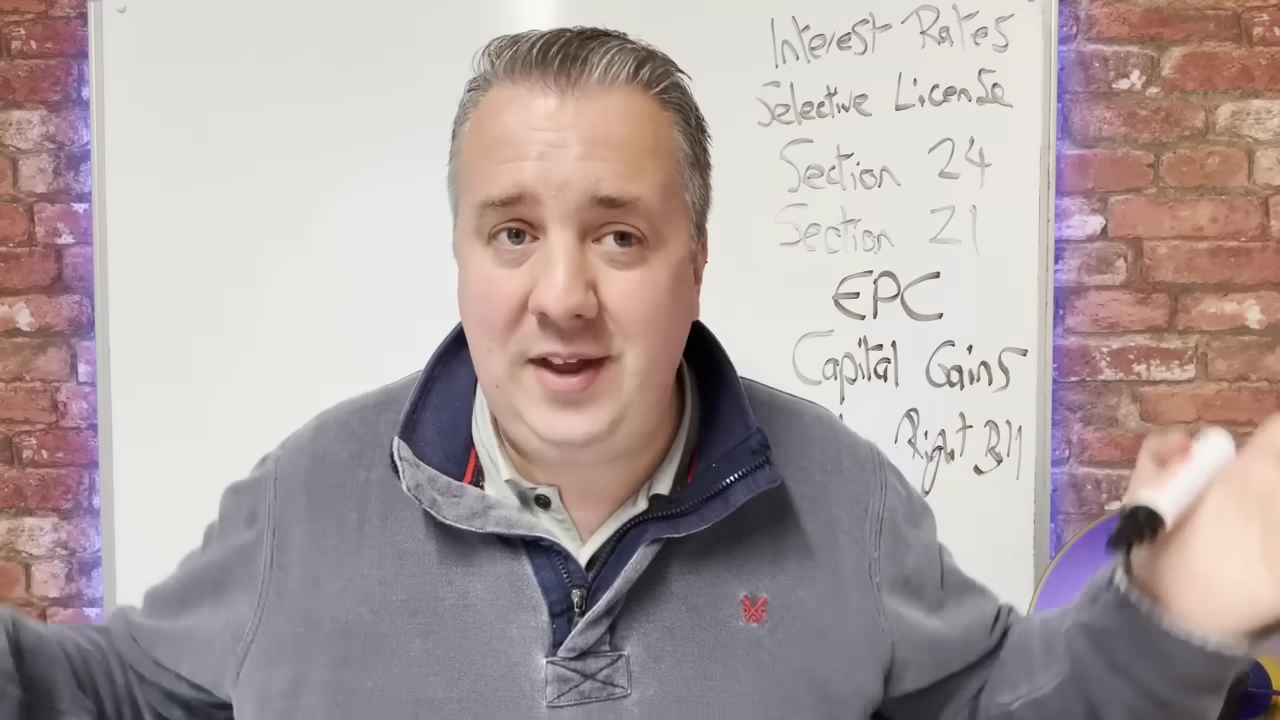 Interest Rates
Selective License
Section 24
Section 21
EPC
Capital Gains
Right Bill